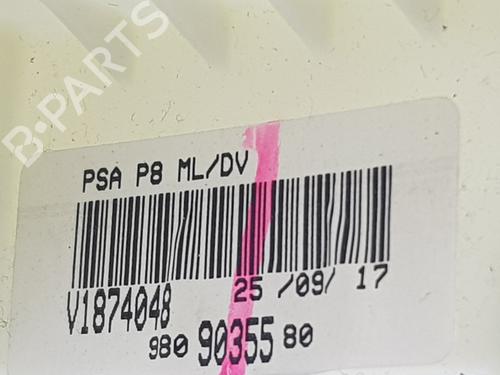 B-PARTS
PSA P8 ML/DV
V1874048 25 /09/ 17
980 90355 80